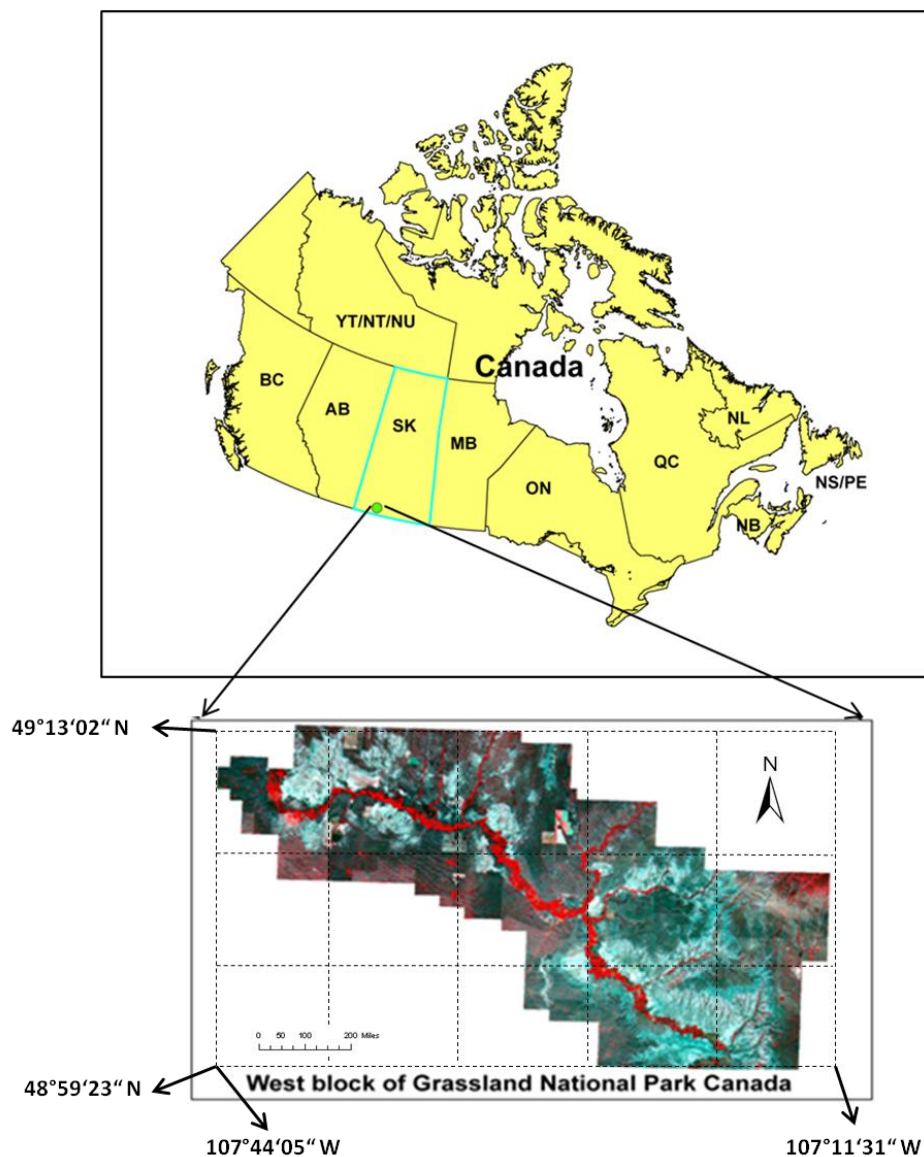 YT/NT/NU
Canada
BC
AB
SK
MB
NL
QC
ON
NS/PE
NB
49°13‘02“ N
N
0 50 100 200 Miles
48°59‘23“ N
West block of Grassland National Park Canada
107°44‘05“ W
107°11‘31“ W